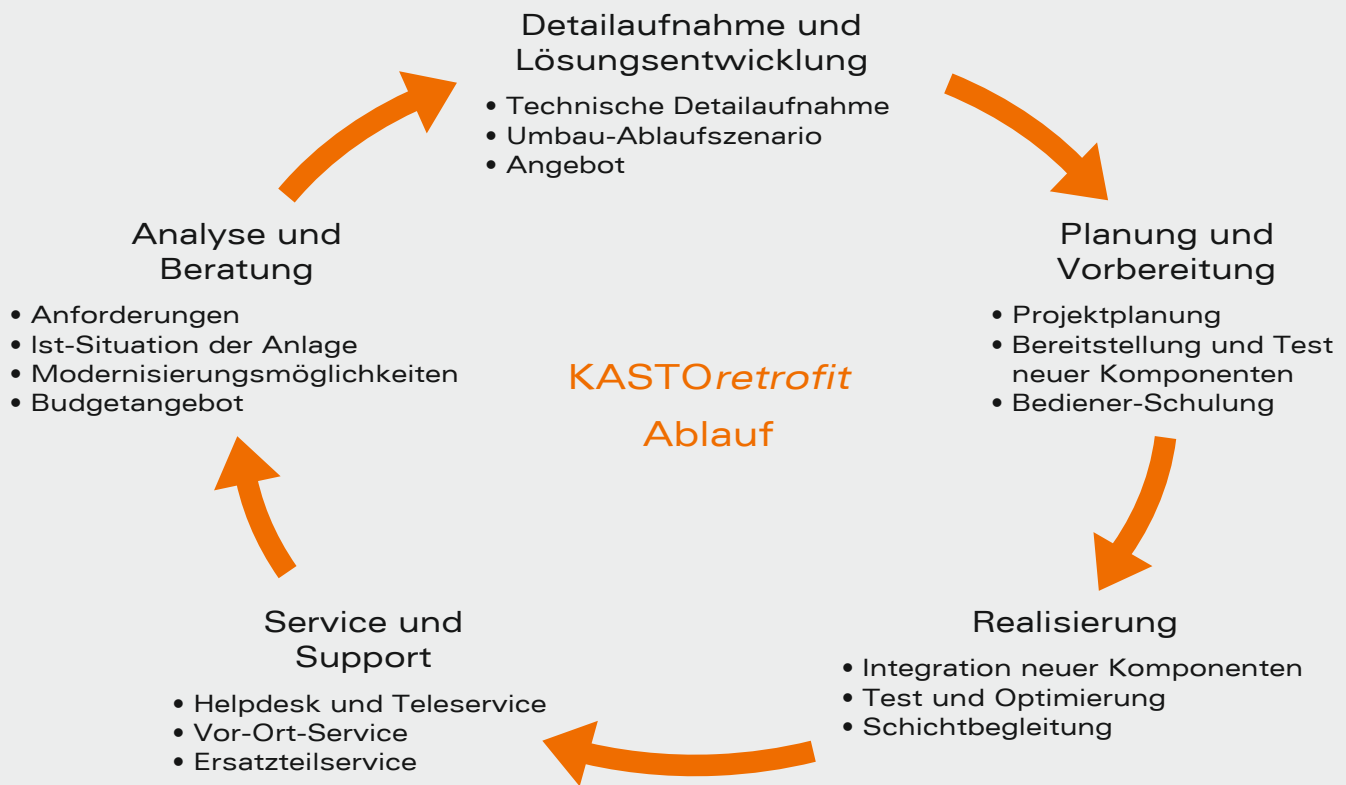 Detailaufnahme und
Lösungsentwicklung
• Technische Detailaufnahme
• Umbau-Ablaufszenario
• Angebot
Planung und
Vorbereitung
• Projektplanung
• Bereitstellung und Test
neuer Komponenten
• Bediener-Schulung
Realisierung
• Integration neuer Komponenten
• Test und Optimierung
• Schichtbegleitung
Service und
Support
• Helpdesk und Teleservice
• Vor-Ort-Service
• Ersatzteilservice
Analyse und
Beratung
• Anforderungen
• Ist-Situation der Anlage
• Modernisierungsmöglichkeiten
• Budgetangebot
KASTOretrofit
Ablauf